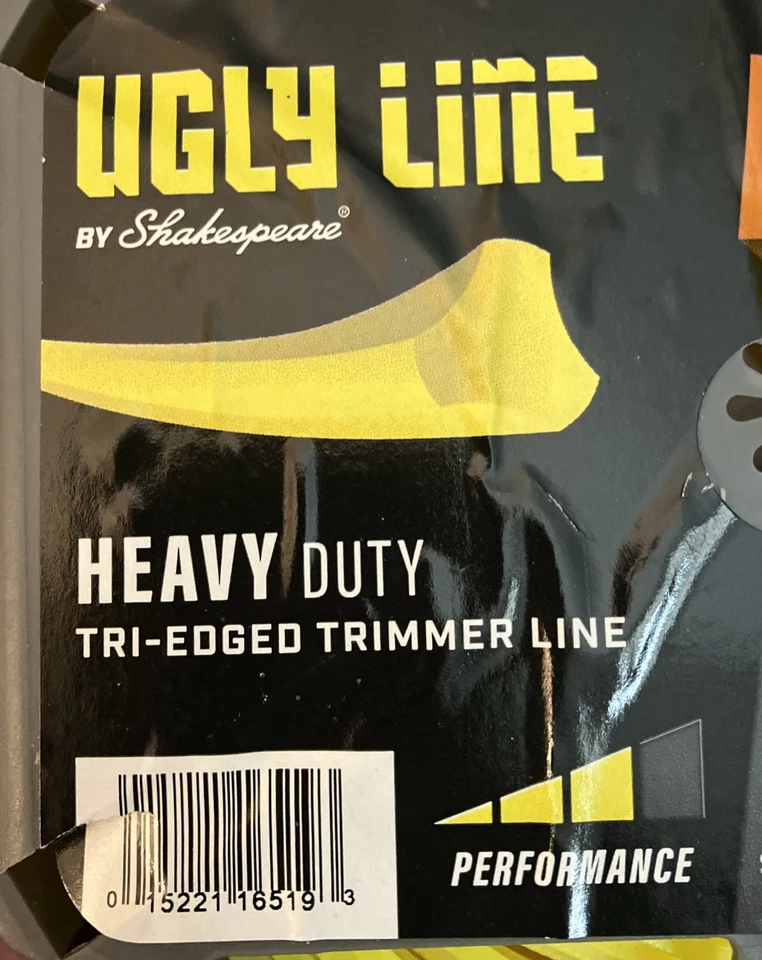 UGLY LINE
BY Shakespeare®
HEAVY DUTY
TRI-EDGED TRIMMER LINE
PERFORMANCE
0 15221 16519 3